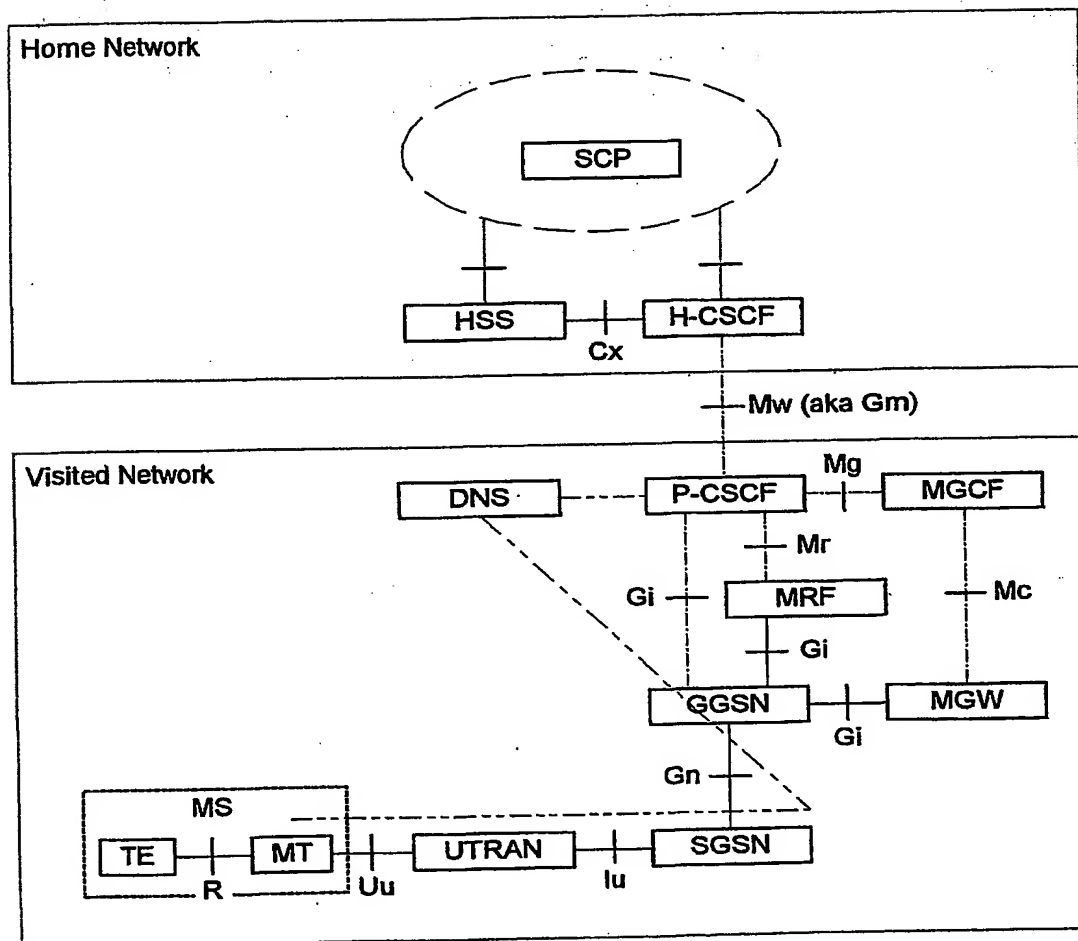 Home Network
SCP
HSS
H-CSCF
Cx
Mw (aka Gm)
Visited Network
DNS
P-CSCF
Mg
MGCF
Mr
Gi
MRF
Mc
Gi
GGSN
MGW
Gi
Gn
MS
TE
MT
UTRAN
SGSN
R
Uu
Iu